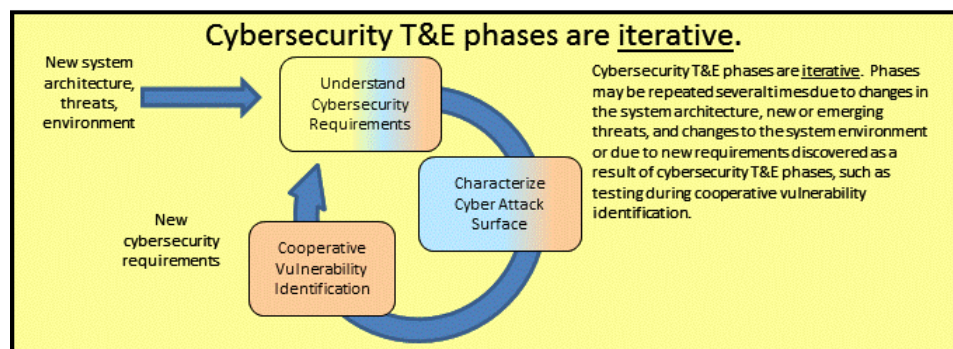 Cybersecurity T&E phases are iterative.
New system
architecture,
threats,
environment
Understand
Cybersecurity
Requirements
Characterize
Cyber Attack
Surface
Cooperative
Vulnerability
Identification
New
cybersecurity
requirements
Cybersecurity T&E phases are iterative. Phases
may be repeated several times due to changes in
the system architecture, new or emerging
threats, and changes to the system environment
or due to new requirements discovered as a
result of cybersecurity T&E phases, such as
testing during cooperative vulnerability
identification.